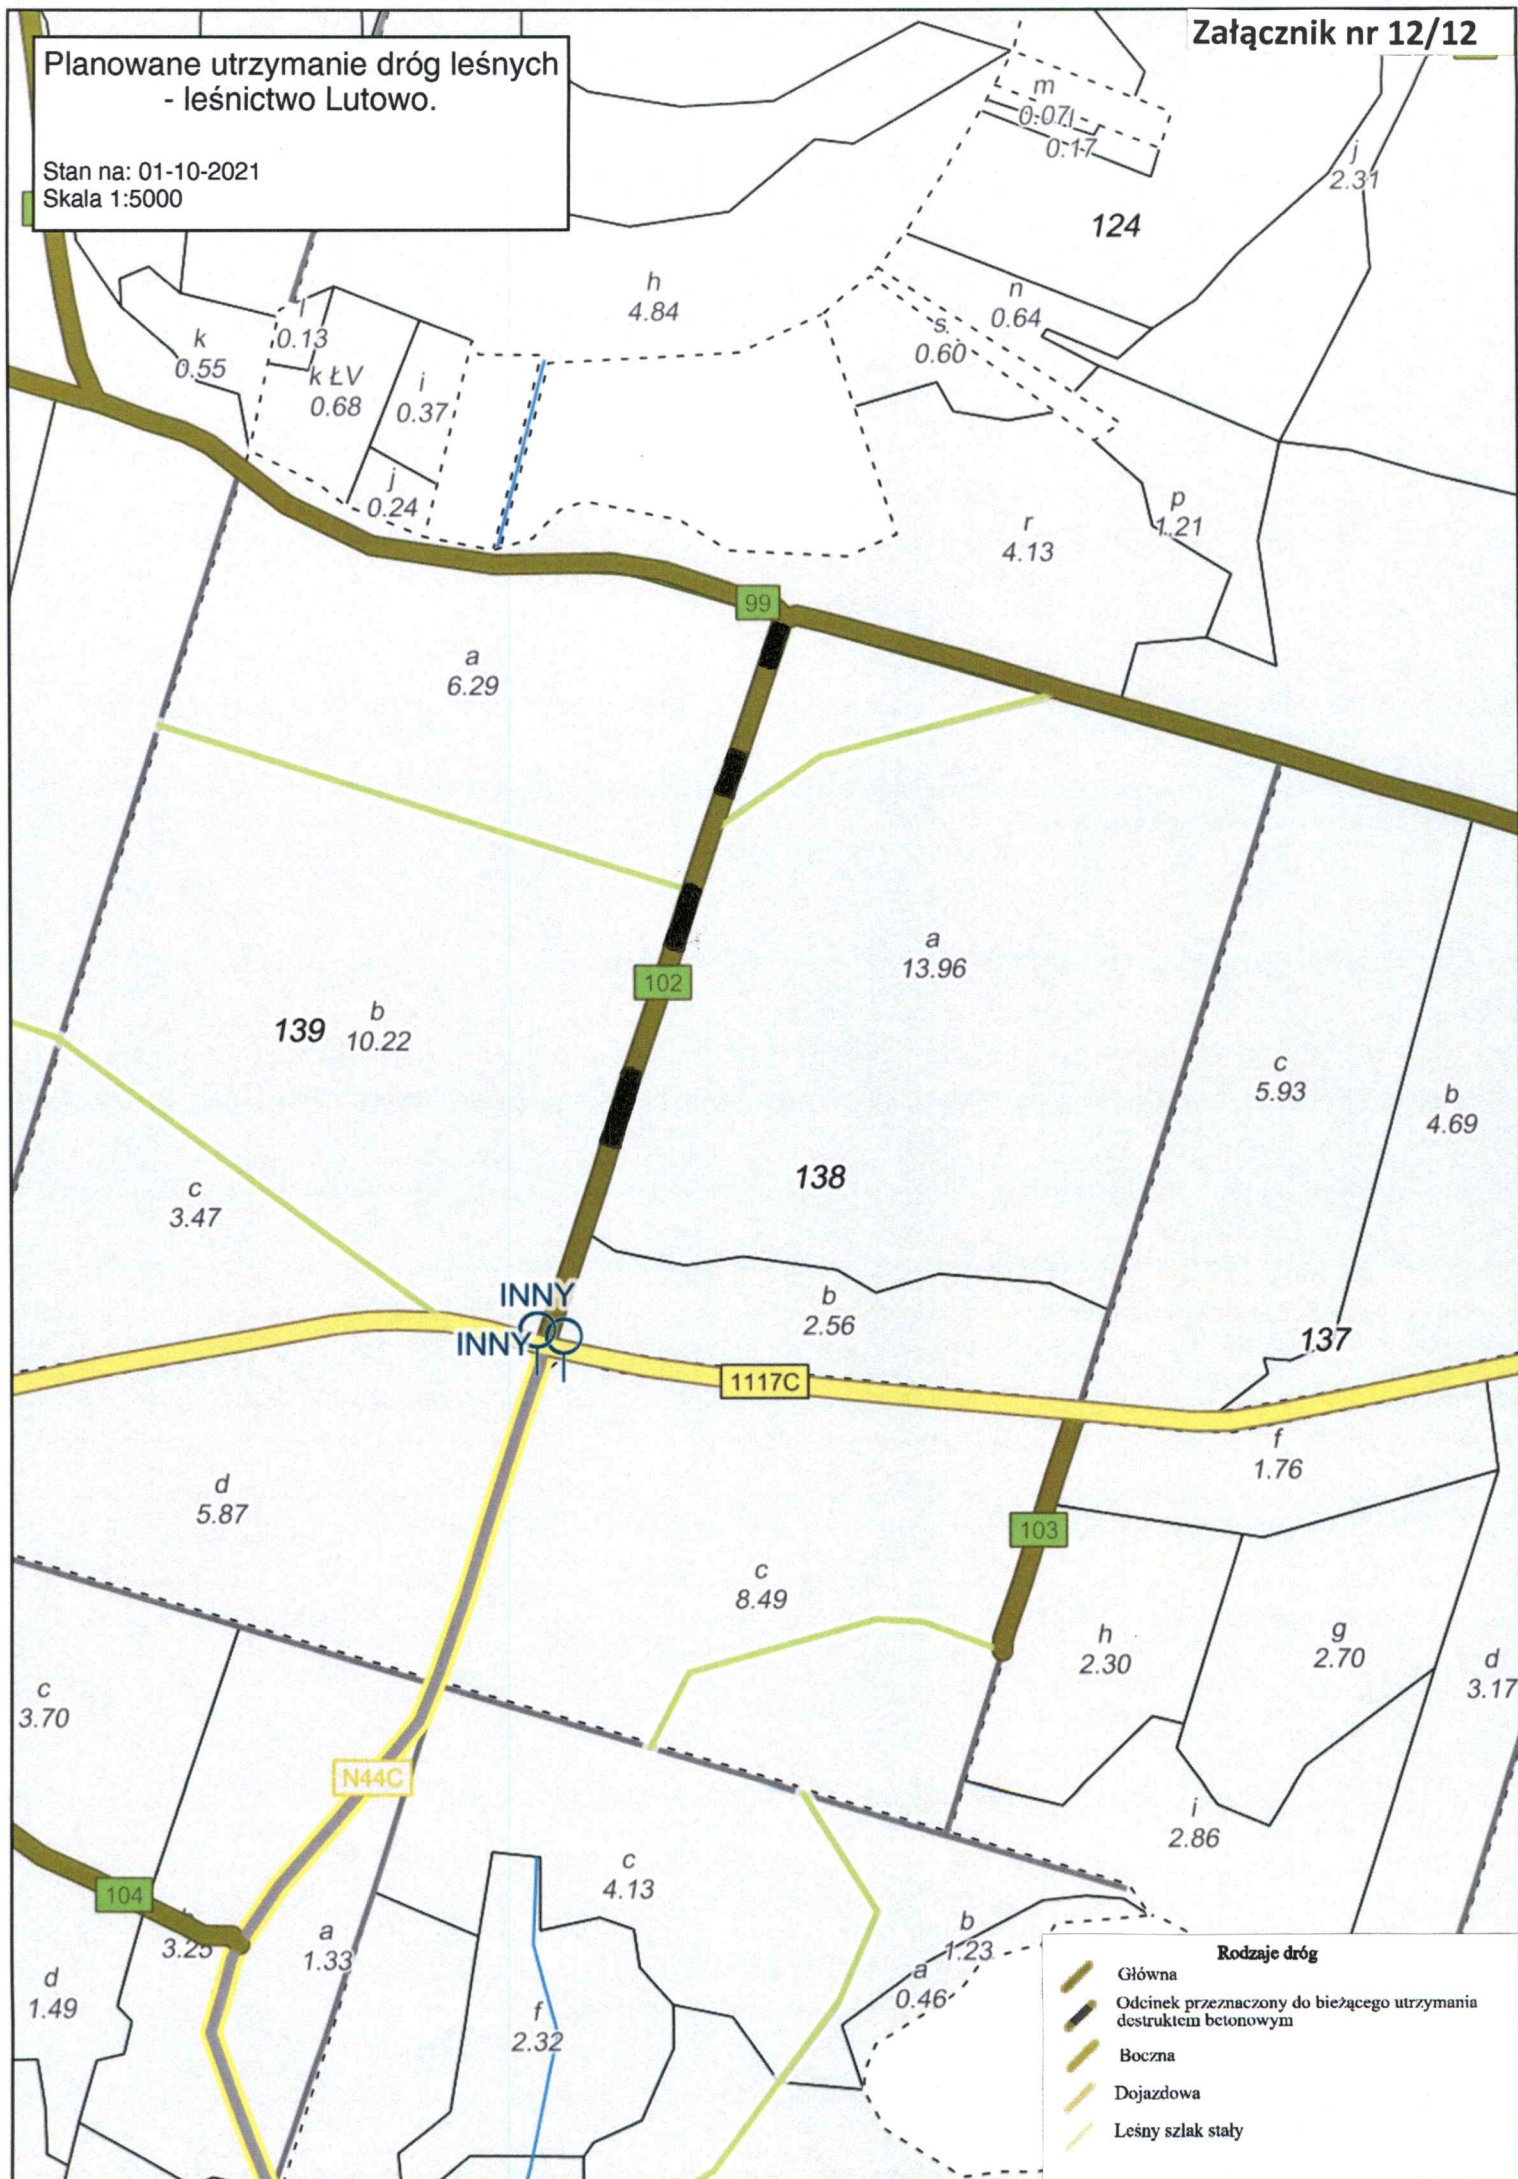 Załącznik nr 12/12
Planowane utrzymanie dróg leśnych
- leśnictwo Lutowo.
Stan na: 01-10-2021
Skala 1:5000
m
0.07
l
0.17
j
2.31
124
h
4.84
n
0.64
s
0.60
l
0.13
k
0.55
k ŁV
0.68
i
0.37
j
0.24
p
1.21
r
4.13
99
a
6.29
a
13.96
102
139
b
10.22
c
5.93
b
4.69
138
c
3.47
INNY
INNY
b
2.56
137
1117C
f
1.76
d
5.87
103
c
8.49
h
2.30
g
2.70
d
3.17
c
3.70
N44C
i
2.86
c
4.13
104
3.25
a
1.33
b
1.23
a
0.46
d
1.49
f
2.32
Rodzaje dróg
Główna
Odcinek przeznaczony do bieżącego utrzymania
destruktem betonowym
Boczna
Dojazdowa
Leśny szlak stały